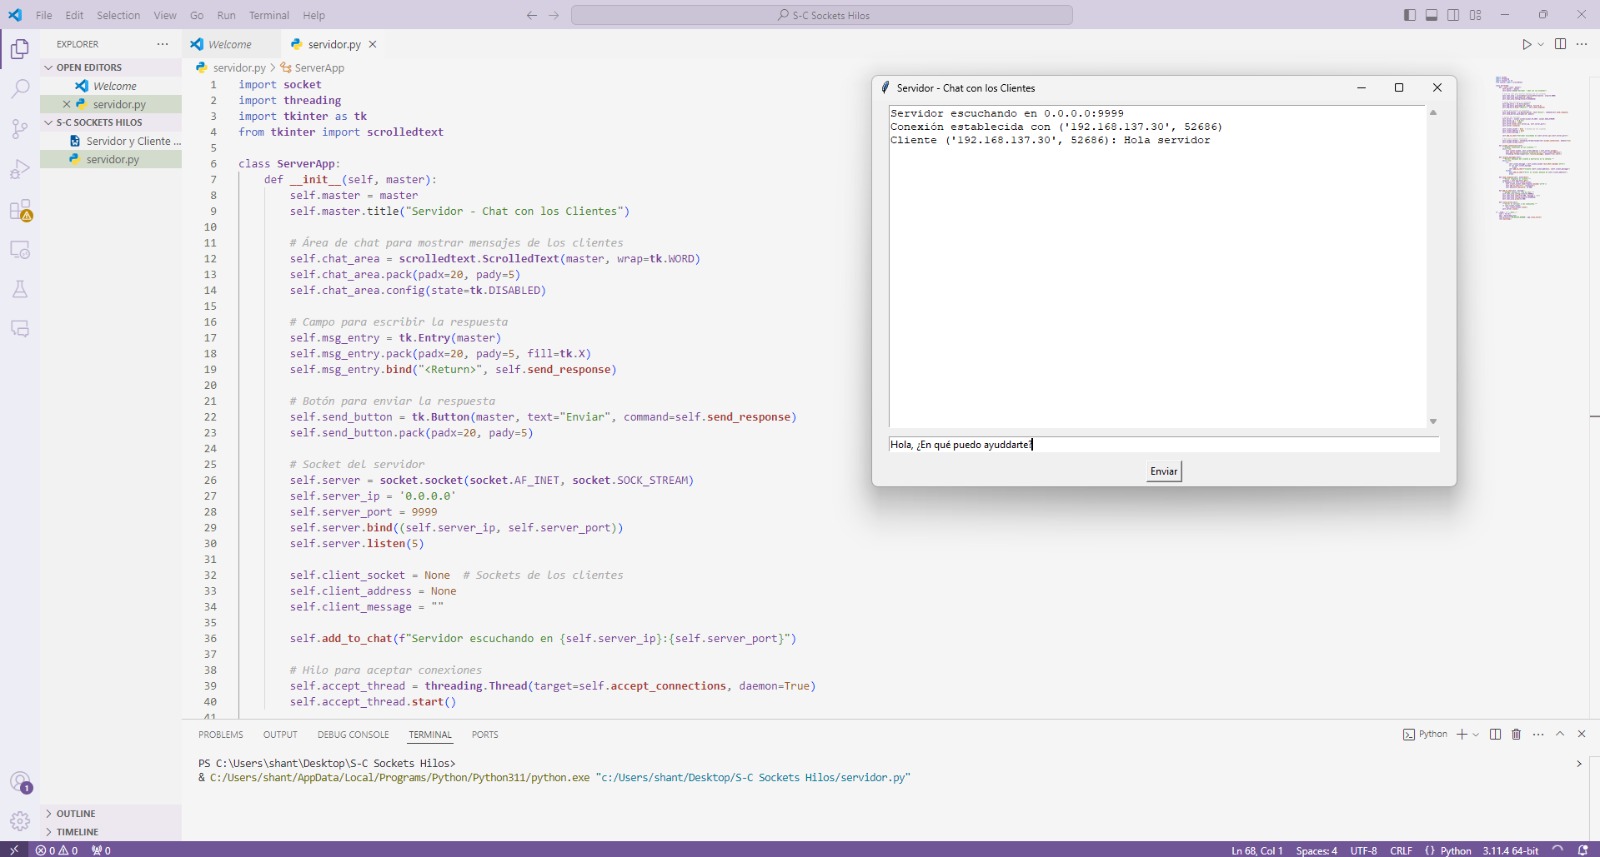 File Edit Selection View Go Run Terminal Help
S-C Sockets Hilos
EXPLORER
OPEN EDITORS
Welcome
servidor.py
S-C SOCKETS HILOS
Servidor y Cliente ...
servidor.py
OUTLINE
TIMELINE
Welcome
servidor.py
servidor.py > ServerApp
1 import socket
2 import threading
3 import tkinter as tk
4 from tkinter import scrolledtext
5
6 class ServerApp:
7 def __init__(self, master):
8 self.master = master
9 self.master.title("Servidor - Chat con los Clientes")
10
11 # Área de chat para mostrar mensajes de los clientes
12 self.chat_area = scrolledtext.ScrolledText(master, wrap=tk.WORD)
13 self.chat_area.pack(padx=20, pady=5)
14 self.chat_area.config(state=tk.DISABLED)
15
16 # Campo para escribir la respuesta
17 self.msg_entry = tk.Entry(master)
18 self.msg_entry.pack(padx=20, pady=5, fill=tk.X)
19 self.msg_entry.bind("<Return>", self.send_response)
20
21 # Botón para enviar la respuesta
22 self.send_button = tk.Button(master, text="Enviar", command=self.send_response)
23 self.send_button.pack(padx=20, pady=5)
24
25 # Socket del servidor
26 self.server = socket.socket(socket.AF_INET, socket.SOCK_STREAM)
27 self.server_ip = '0.0.0.0'
28 self.server_port = 9999
29 self.server.bind((self.server_ip, self.server_port))
30 self.server.listen(5)
31
32 self.client_socket = None # Sockets de los clientes
33 self.client_address = None
34 self.client_message = ""
35
36 self.add_to_chat(f"Servidor escuchando en {self.server_ip}:{self.server_port}")
37
38 # Hilo para aceptar conexiones
39 self.accept_thread = threading.Thread(target=self.accept_connections, daemon=True)
40 self.accept_thread.start()
41
Servidor - Chat con los Clientes
Servidor escuchando en 0.0.0.0:9999
Conexión establecida con ('192.168.137.30', 52686)
Cliente ('192.168.137.30', 52686): Hola servidor
Hola, ¿En qué puedo ayuddarte?
Enviar
PROBLEMS OUTPUT DEBUG CONSOLE TERMINAL PORTS
Python
PS C:\Users\shant\Desktop\S-C Sockets Hilos>
& C:/Users/shant/AppData/Local/Programs/Python/Python311/python.exe "c:/Users/shant/Desktop/S-C Sockets Hilos/servidor.py"
1
0 0 0 Ln 68, Col 1 Spaces: 4 UTF-8 CRLF {} Python 3.11.4 64-bit